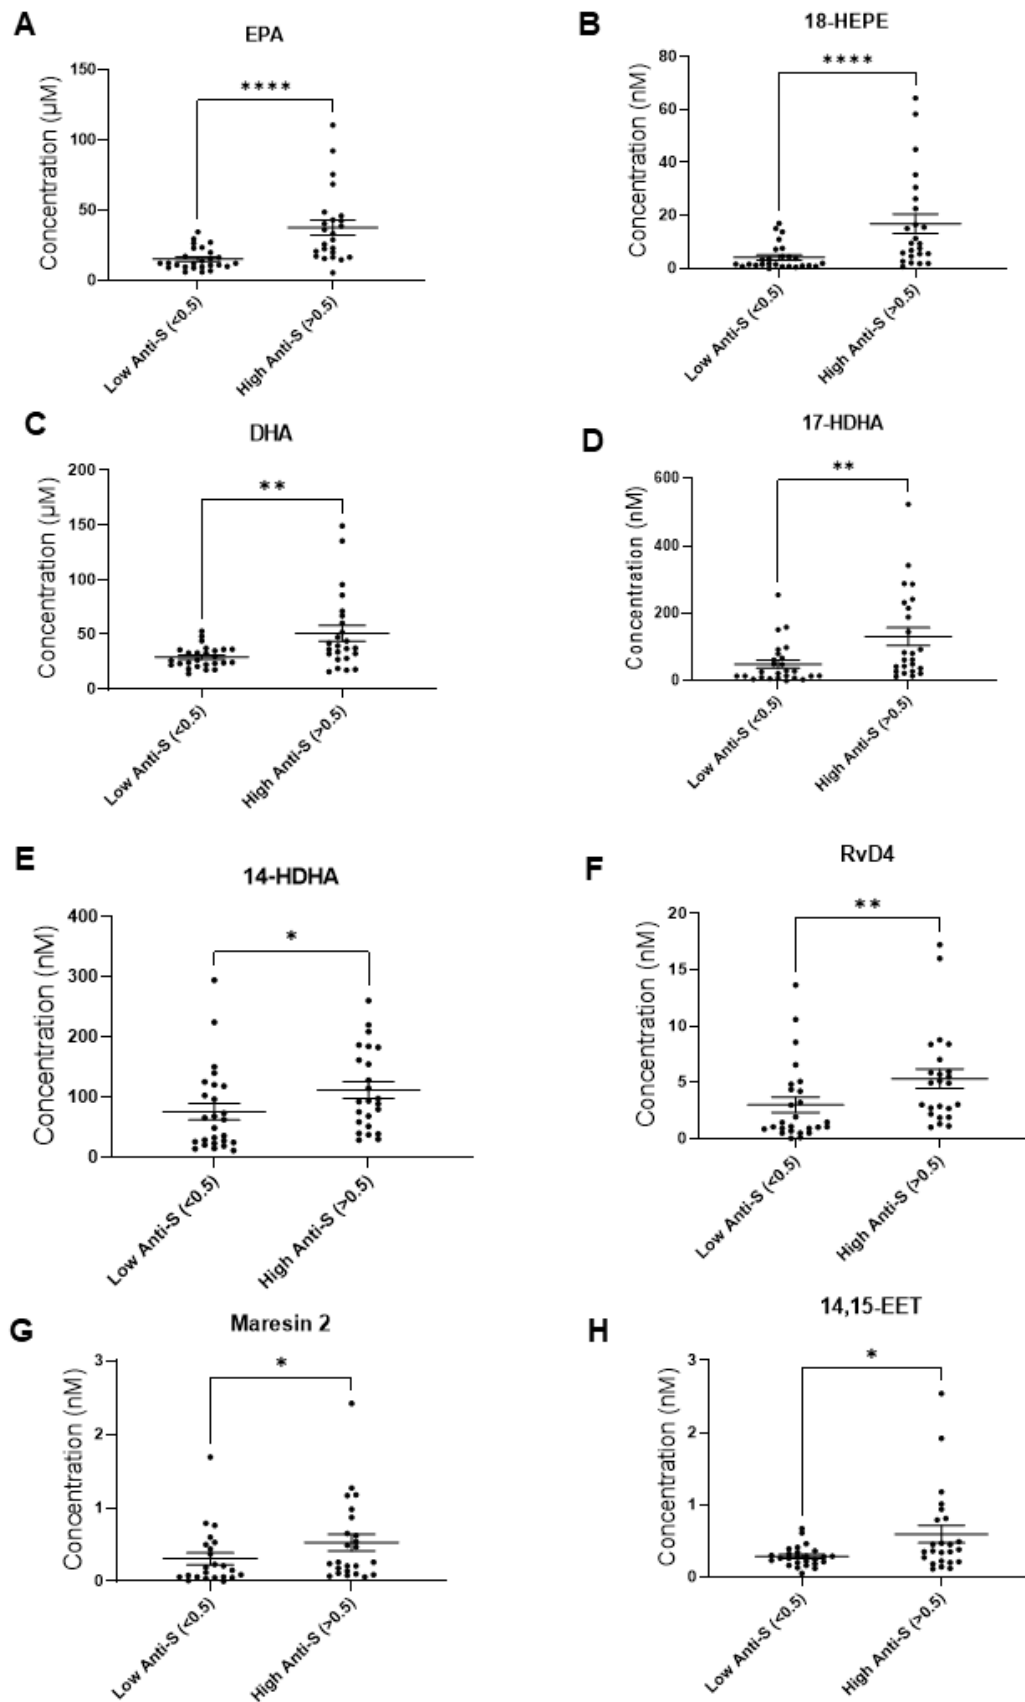 A
EPA
Concentration (µM)
150
100
50
0
****
Low Anti-S (<0.5)
High Anti-S (>0.5)
B
18-HEPE
Concentration (nM)
80
60
40
20
0
****
Low Anti-S (<0.5)
High Anti-S (>0.5)
C
DHA
Concentration (µM)
200
150
100
50
0
**
Low Anti-S (<0.5)
High Anti-S (>0.5)
D
17-HDHA
Concentration (nM)
600
400
200
0
**
Low Anti-S (<0.5)
High Anti-S (>0.5)
E
14-HDHA
Concentration (nM)
400
300
200
100
0
*
Low Anti-S (<0.5)
High Anti-S (>0.5)
F
RvD4
Concentration (nM)
20
15
10
5
0
**
Low Anti-S (<0.5)
High Anti-S (>0.5)
G
Maresin 2
Concentration (nM)
3
2
1
0
*
Low Anti-S (<0.5)
High Anti-S (>0.5)
H
14,15-EET
Concentration (nM)
3
2
1
0
*
Low Anti-S (<0.5)
High Anti-S (>0.5)